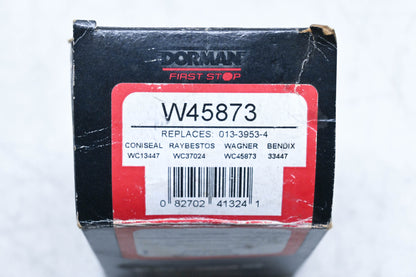 DORMAN
FIRST STOP
W45873
REPLACES: 013-3953-4
CONISEAL RAYBESTOS WAGNER BENDIX
WC13447 WC37024 WC45873 33447
0 82702 41324 1